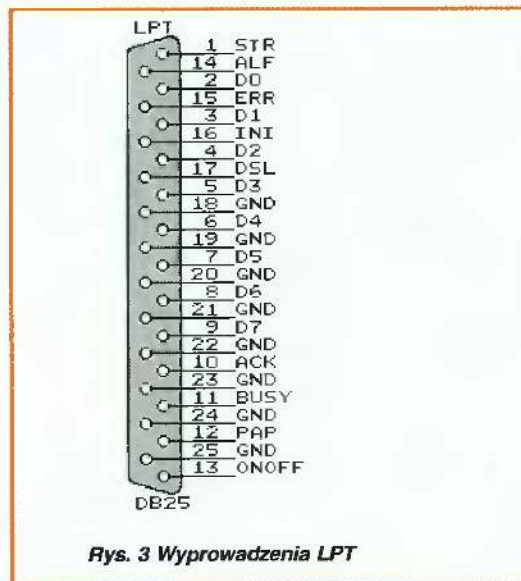 LPT
1 STR
14 ALF
2 D0
15 ERR
3 D1
16 INI
4 D2
17 DSL
5 D3
18 GND
6 D4
19 GND
7 D5
20 GND
8 D6
21 GND
9 D7
22 GND
10 ACK
23 GND
11 BUSY
24 GND
12 PAP
25 GND
13 ONOFF
DB25
Rys. 3 Wyprowadzenia LPT